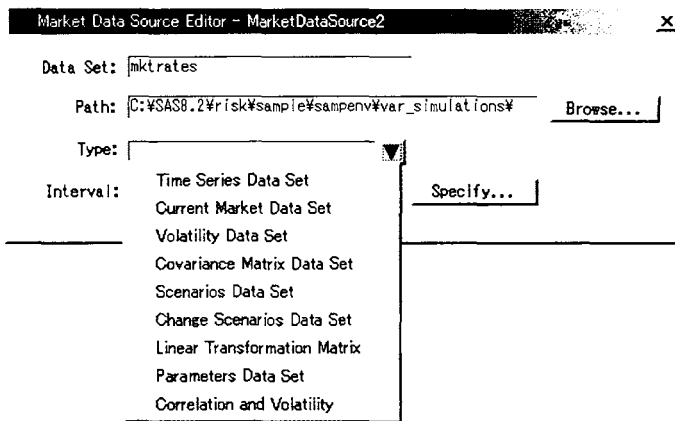 Market Data Source Editor - MarketDataSource2 x
Data Set: mktrates
Path: C:¥SAS8.2¥risk¥sample¥sampenv¥var_simulations¥ Browse...
Type:
Interval: Specify...
Time Series Data Set
Current Market Data Set
Volatility Data Set
Covariance Matrix Data Set
Scenarios Data Set
Change Scenarios Data Set
Linear Transformation Matrix
Parameters Data Set
Correlation and Volatility